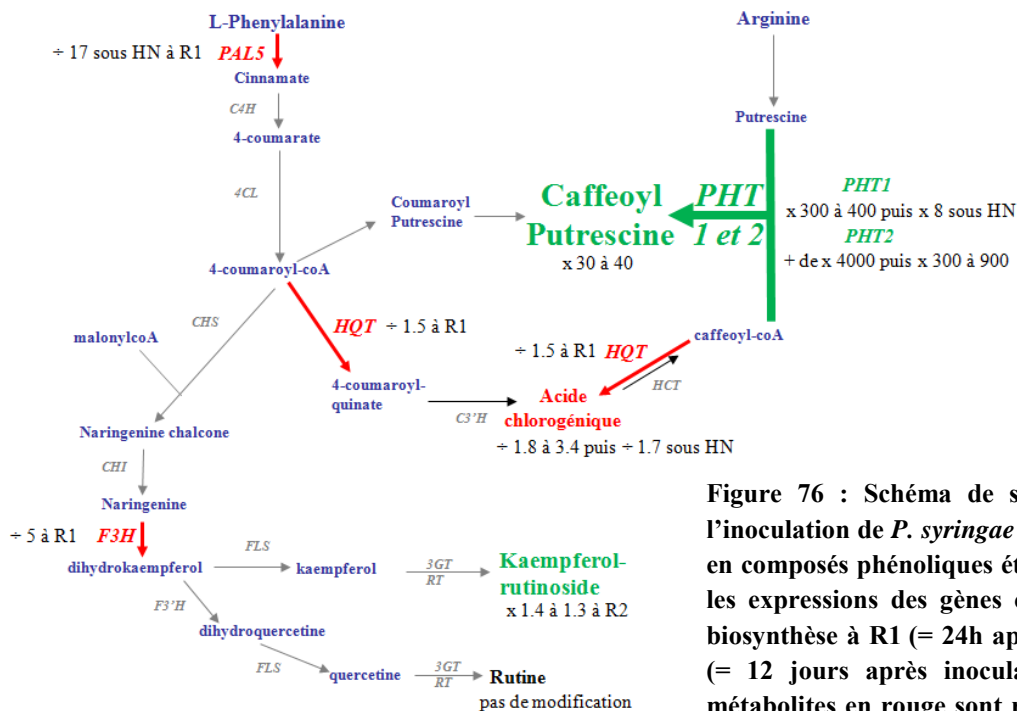 L-Phenylalanine
÷ 17 sous HN à R1 PAL5
Cinnamate
C4H
4-coumarate
4CL
Coumaroyl
Putrescine
4-coumaroyl-coA
Arginine
Putrescine
Caffeoyl
Putrescine
x 30 à 40
PHT
1 et 2
PHT1
x 300 à 400 puis x 8 sous HN
PHT2
+ de x 4000 puis x 300 à 900
caffeoyl-coA
CHS
malonylcoA
HQT ÷ 1.5 à R1
÷ 1.5 à R1 HQT
HCT
4-coumaroyl-
quinate
C3'H
Acide
chlorogénique
÷ 1.8 à 3.4 puis ÷ 1.7 sous HN
Naringenine chalcone
CHI
Naringenine
÷ 5 à R1 F3H
dihydrokaempferol
FLS
kaempferol
3GT
RT
Kaempferol-
rutinoside
x 1.4 à 1.3 à R2
F3'H
dihydroquercetine
FLS
quercetine
3GT
RT
Rutine
pas de modification
Figure 76 : Schéma de s
l'inoculation de P. syringae
en composés phénoliques ét
les expressions des gènes
biosynthèse à R1 (= 24h ap
(= 12 jours après inocula
métabolites en rouge sont